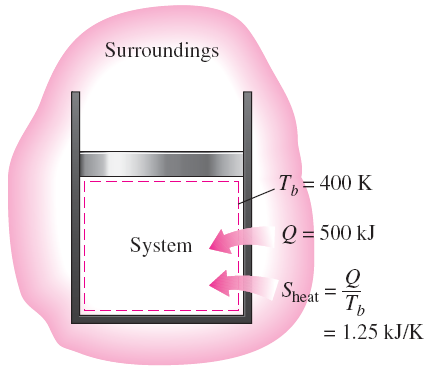 Surroundings
T_b = 400 K
Q = 500 kJ
System
S_heat = Q/T_b
= 1.25 kJ/K